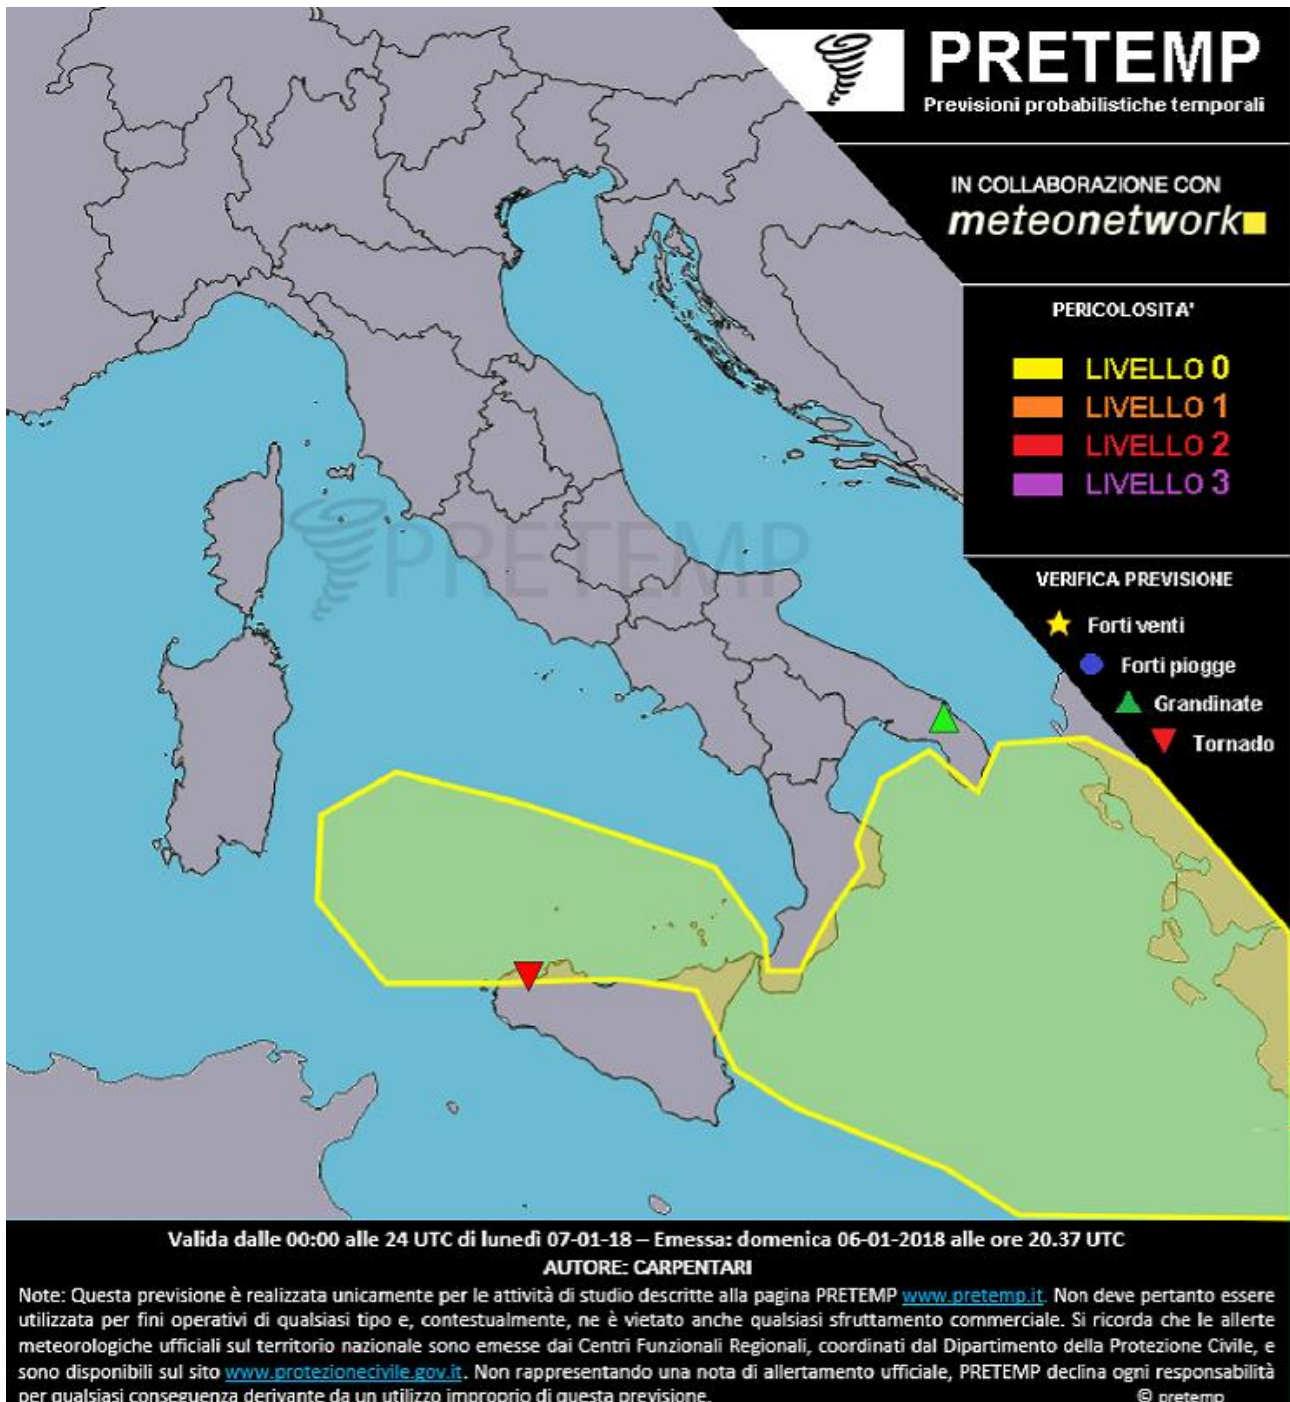 PRETEMP
Previsioni probabilistiche temporali
IN COLLABORAZIONE CON
meteonetwork
PERICOLOSITA'
LIVELLO 0
LIVELLO 1
LIVELLO 2
LIVELLO 3
PRETEMP
VERIFICA PREVISIONE
Forti venti
Forti piogge
Grandinate
Tornado
Valida dalle 00:00 alle 24 UTC di lunedì 07-01-18 – Emessa: domenica 06-01-2018 alle ore 20.37 UTC
AUTORE: CARPENTARI
Note: Questa previsione è realizzata unicamente per le attività di studio descritte alla pagina PRETEMP www.pretemp.it. Non deve pertanto essere
utilizzata per fini operativi di qualsiasi tipo e, contestualmente, ne è vietato anche qualsiasi sfruttamento commerciale. Si ricorda che le allerte
meteorologiche ufficiali sul territorio nazionale sono emesse dai Centri Funzionali Regionali, coordinati dal Dipartimento della Protezione Civile, e
sono disponibili sul sito www.protezionecivile.gov.it. Non rappresentando una nota di allertamento ufficiale, PRETEMP declina ogni responsabilità
per qualsiasi conseguenza derivante da un utilizzo improprio di questa previsione. © pretemp